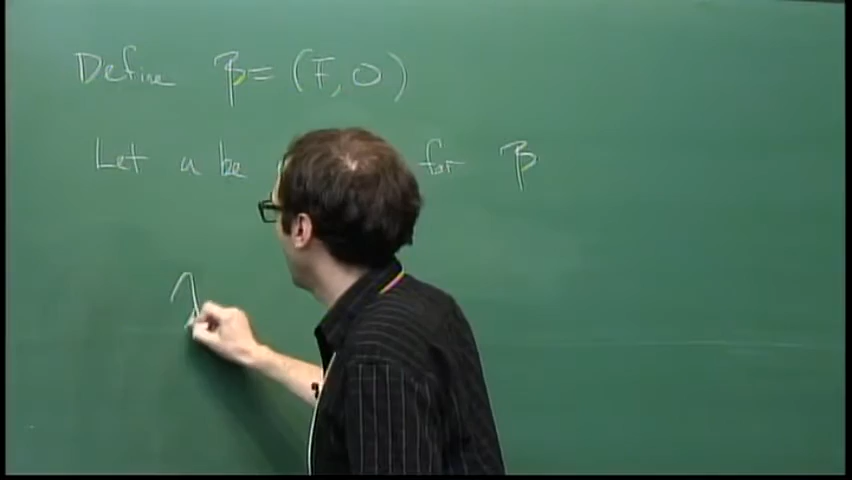 Define 𝔓 = (F, O)
Let u be for 𝔓